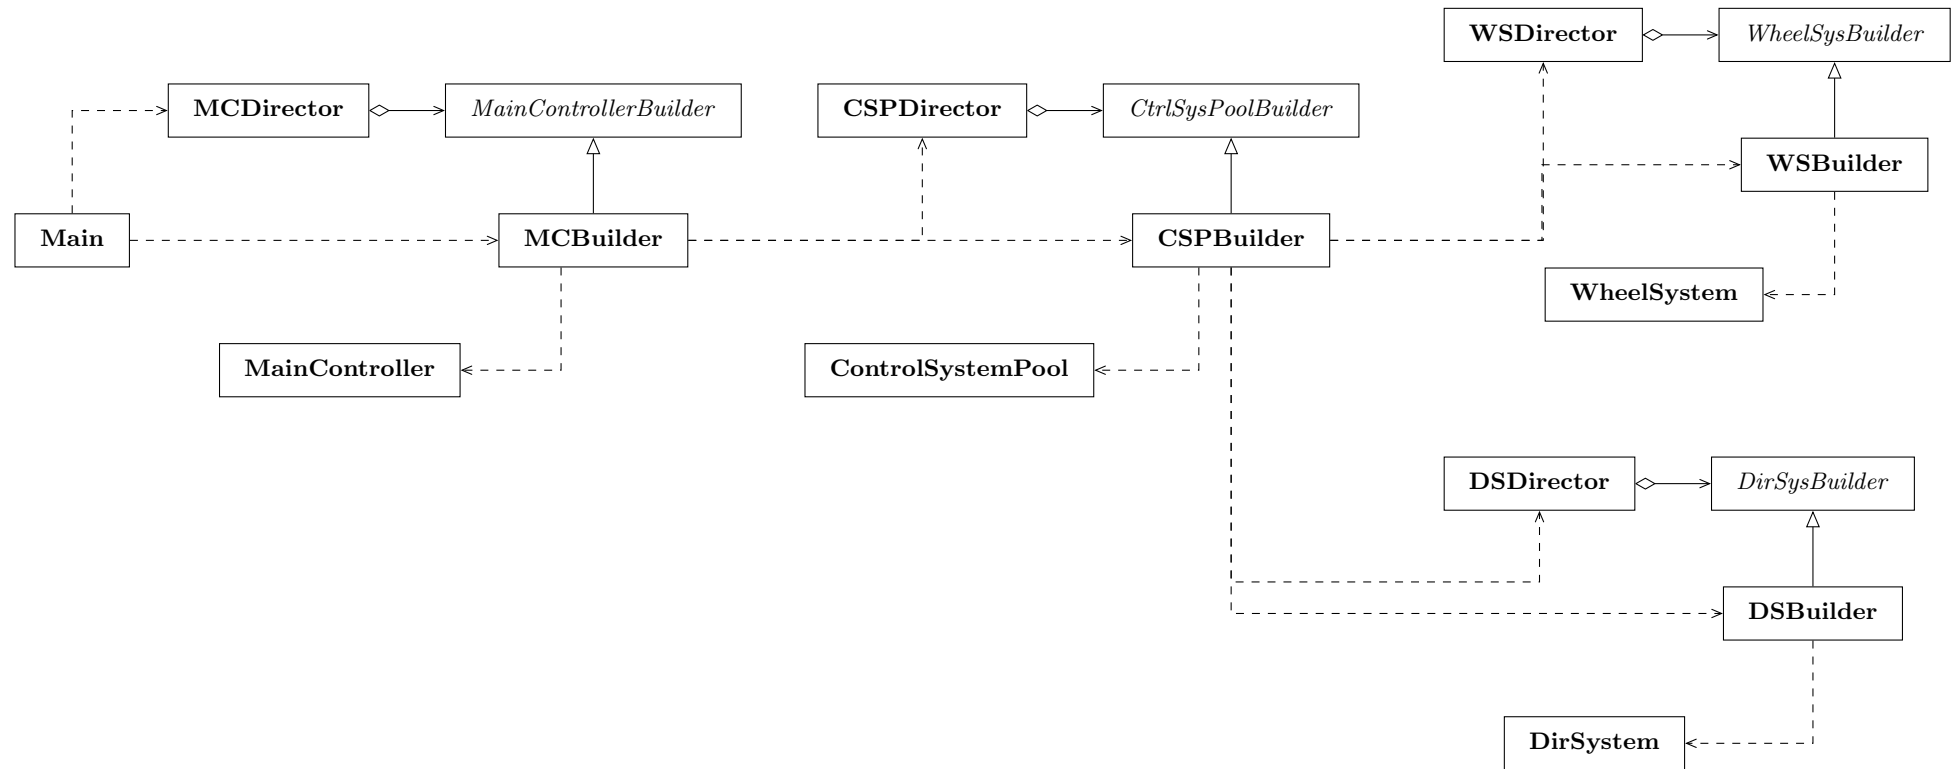 WSDirector
WheelSysBuilder
MCDirector
MainControllerBuilder
CSPDirector
CtrlSysPoolBuilder
WSBuilder
Main
MCBuilder
CSPBuilder
WheelSystem
MainController
ControlSystemPool
DSDirector
DirSysBuilder
DSBuilder
DirSystem